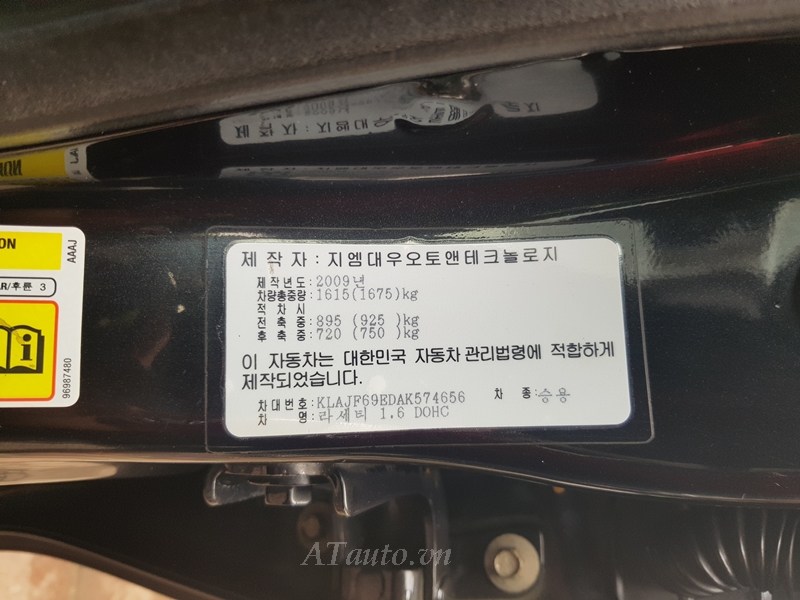 제 작 자 : 지엠대우오토앤테크놀로지
제작년도:2009년
차량총중량:1615(1675)kg
적 차 시
전 축 중:895 (925 )kg
후 축 중:720 (750 )kg
이 자동차는 대한민국 자동차 관리법령에 적합하게
제작되었습니다.
차대번호:KLAJF69EDAK574656 차 종:승용
차 명:라세티 1.6 DOHC
ON
AAAJ
R/후륜 3
i
96987480
ATauto.vn